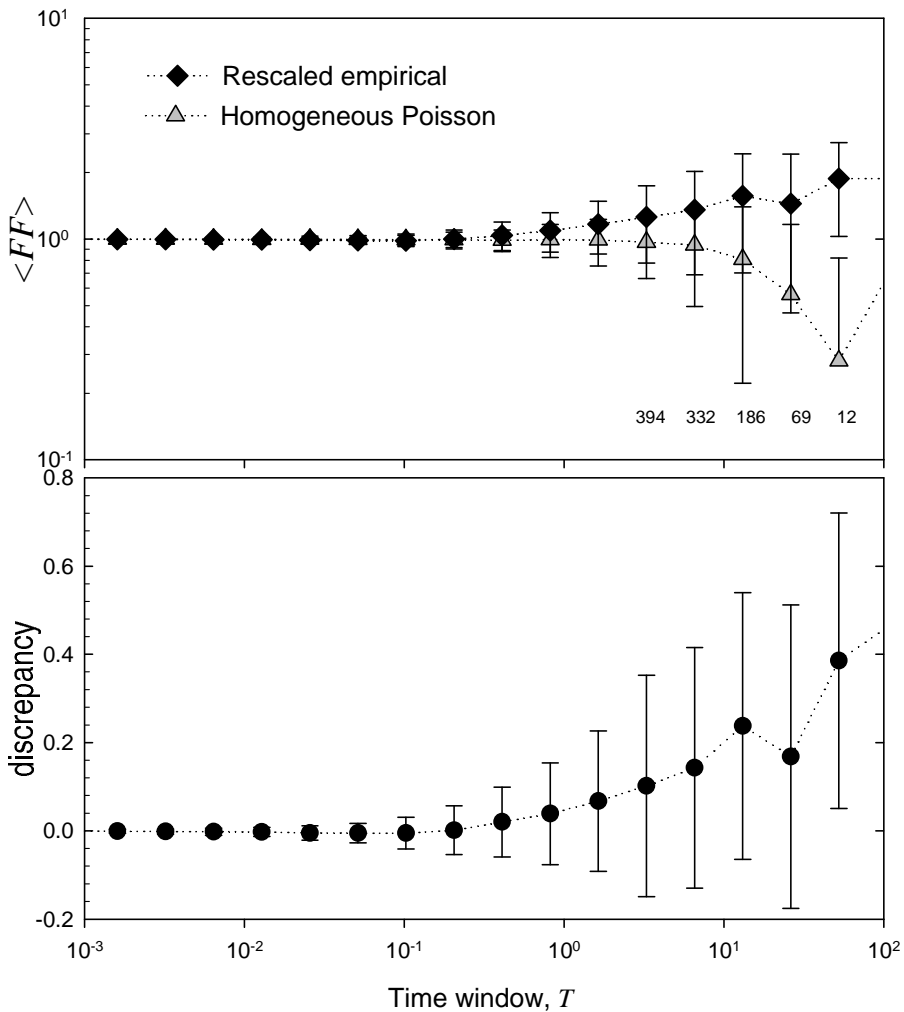 10^1
Rescaled empirical
Homogeneous Poisson
<FF>
10^0
394 332 186 69 12
10^-1
0.8
0.6
discrepancy
0.4
0.2
0.0
-0.2
10^-3 10^-2 10^-1 10^0 10^1 10^2
Time window, T